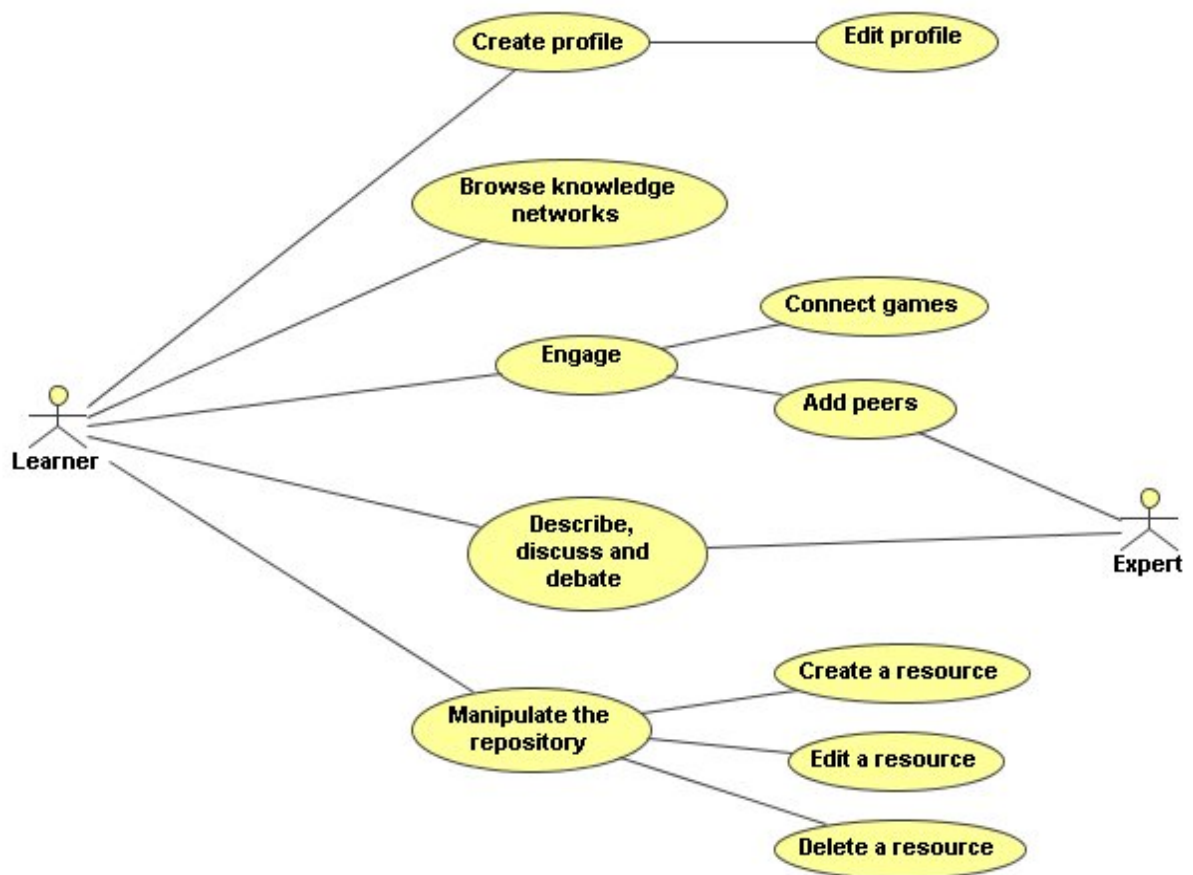 Create profile
Edit profile
Browse knowledge
networks
Connect games
Engage
Add peers
Learner
Describe,
discuss and
debate
Expert
Create a resource
Manipulate the
repository
Edit a resource
Delete a resource